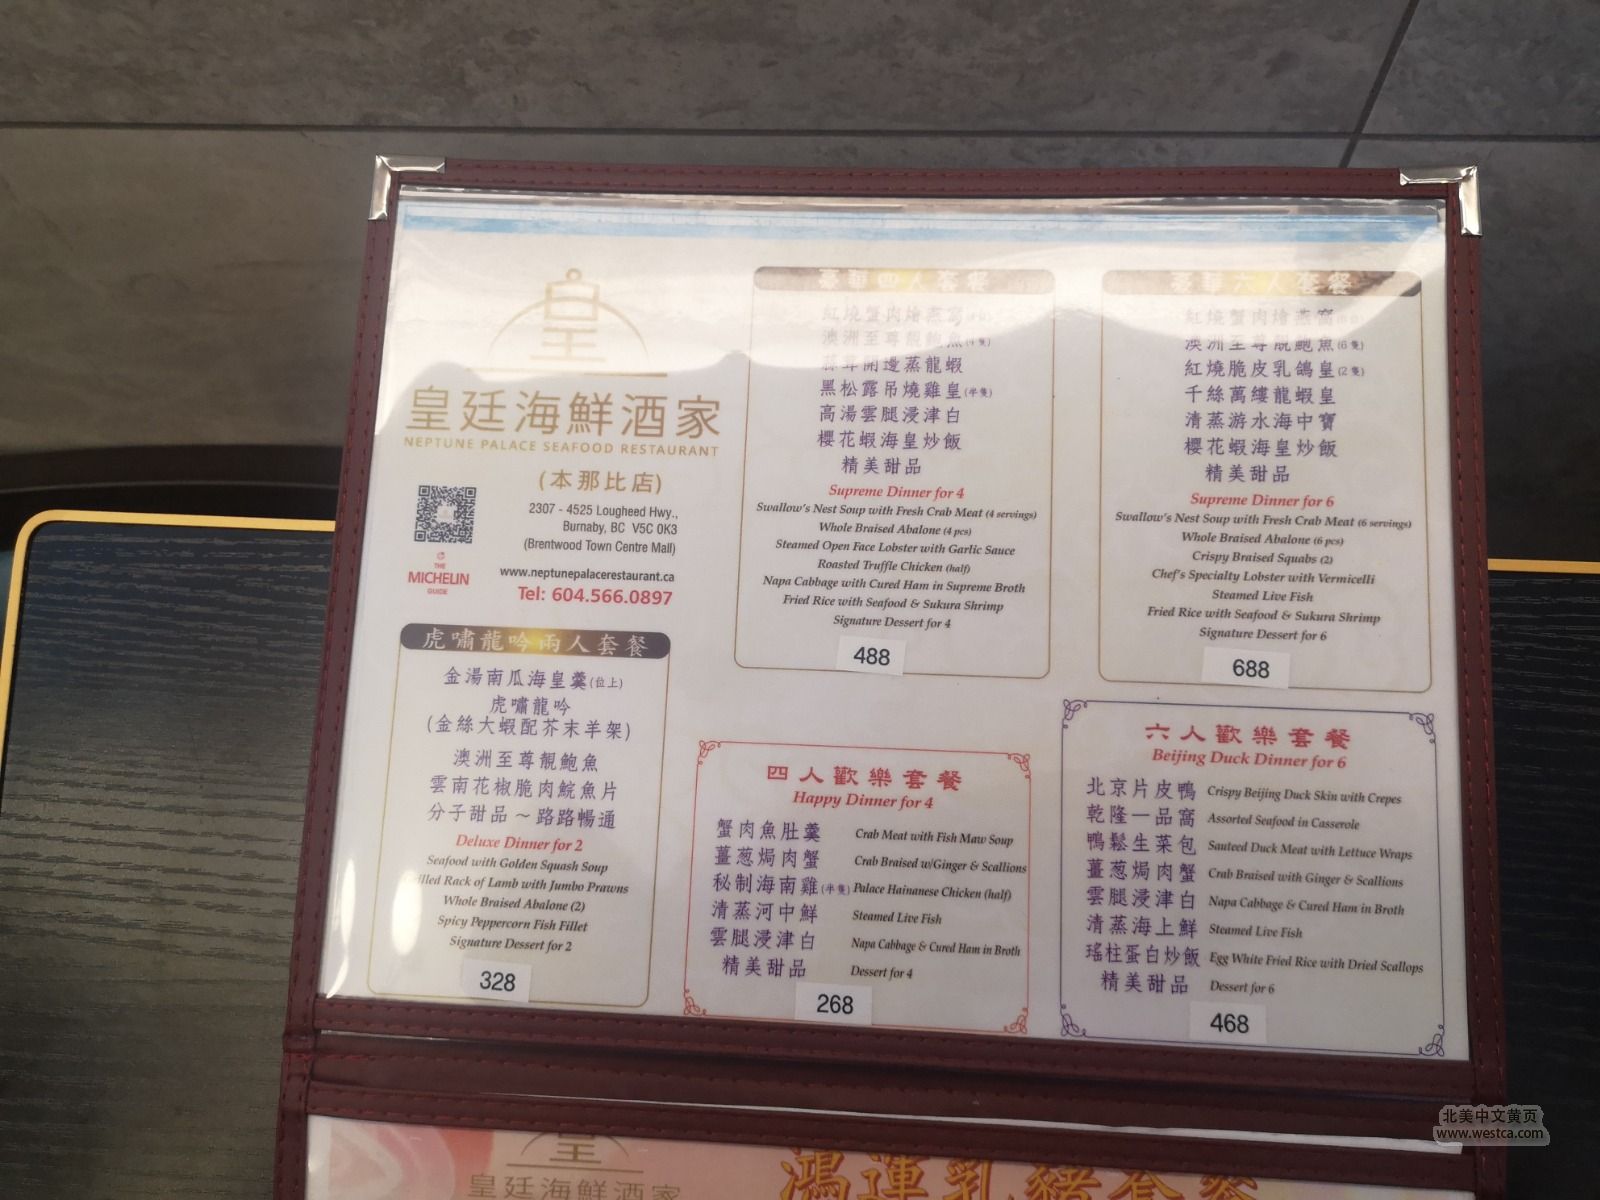 皇廷海鮮酒家
NEPTUNE PALACE SEAFOOD RESTAURANT
(本那比店)
2307 - 4525 Lougheed Hwy.,
Burnaby, BC V5C 0K3
(Brentwood Town Centre Mall)
THE
MICHELIN
GUIDE
www.neptunepalacerestaurant.ca
Tel: 604.566.0897
虎嘯龍吟兩人套餐
金湯南瓜海皇羹(位上)
虎嘯龍吟
(金絲大蝦配芥末羊架)
澳洲至尊靚鮑魚
雲南花椒脆肉鯇魚片
分子甜品～路路暢通
Deluxe Dinner for 2
Seafood with Golden Squash Soup
Rack of Lamb with Jumbo Prawns
Whole Braised Abalone (2)
Spicy Peppercorn Fish Fillet
Signature Dessert for 2
328
豪華四人套餐
紅燒蟹肉燴燕窩
澳洲至尊靚鮑魚(4隻)
蒜茸開邊蒸龍蝦
黑松露吊燒雞皇(半隻)
高湯雲腿浸津白
櫻花蝦海皇炒飯
精美甜品
Supreme Dinner for 4
Swallow's Nest Soup with Fresh Crab Meat (4 servings)
Whole Braised Abalone (4 pcs)
Steamed Open Face Lobster with Garlic Sauce
Roasted Truffle Chicken (half)
Napa Cabbage with Cured Ham in Supreme Broth
Fried Rice with Seafood & Sukura Shrimp
Signature Dessert for 4
488
豪華六人套餐
紅燒蟹肉燴燕窩
澳洲至尊靚鮑魚(6隻)
紅燒脆皮乳鴿皇(2隻)
千絲萬縷龍蝦皇
清蒸游水海中寶
櫻花蝦海皇炒飯
精美甜品
Supreme Dinner for 6
Swallow's Nest Soup with Fresh Crab Meat (6 servings)
Whole Braised Abalone (6 pcs)
Crispy Braised Squabs (2)
Chef's Specialty Lobster with Vermicelli
Steamed Live Fish
Fried Rice with Seafood & Sukura Shrimp
Signature Dessert for 6
688
四人歡樂套餐
Happy Dinner for 4
蟹肉魚肚羹 Crab Meat with Fish Maw Soup
薑葱焗肉蟹 Crab Braised w/Ginger & Scallions
秘制海南雞(半隻) Palace Hainanese Chicken (half)
清蒸河中鮮 Steamed Live Fish
雲腿浸津白 Napa Cabbage & Cured Ham in Broth
精美甜品 Dessert for 4
268
六人歡樂套餐
Beijing Duck Dinner for 6
北京片皮鴨 Crispy Beijing Duck Skin with Crepes
乾隆一品窩 Assorted Seafood in Casserole
鴨鬆生菜包 Sauteed Duck Meat with Lettuce Wraps
薑葱焗肉蟹 Crab Braised with Ginger & Scallions
雲腿浸津白 Napa Cabbage & Cured Ham in Broth
清蒸海上鮮 Steamed Live Fish
瑤柱蛋白炒飯 Egg White Fried Rice with Dried Scallops
精美甜品 Dessert for 6
468
皇廷海鮮酒家
鴻運乳豬套餐
北美中文黄页
www.westca.com